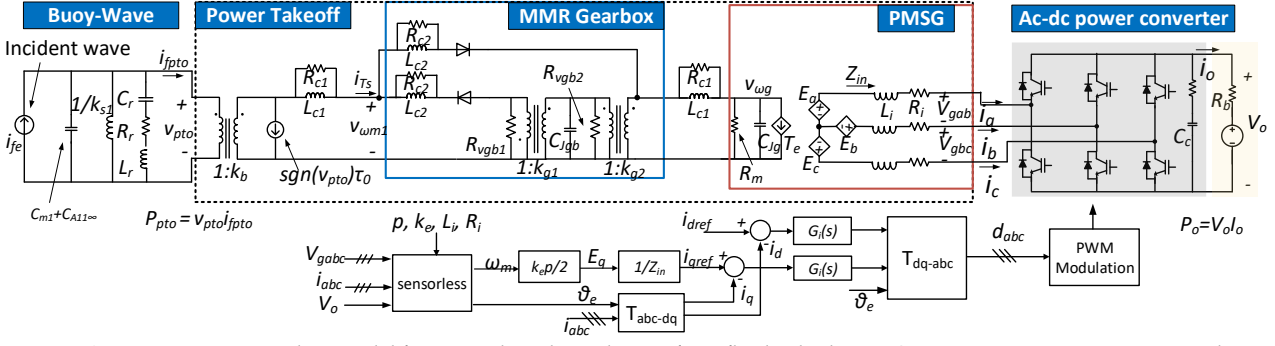 Buoy-Wave
Power Takeoff
MMR Gearbox
PMSG
Ac-dc power converter
Incident wave
i_fpto
i_fe
1/k_s1
C_r
R_r
L_r
+
v_pto
-
C_m1+C_A11∞
1:k_b
P_pto = v_pto i_fpto
R_c1
L_c1
i_Ts
+
v_ωm1
-
sgn(v_pto)τ_0
R_c2
L_c2
R_c2
L_c2
R_vgb1
R_vgb2
C_Jgb
1:k_g1
1:k_g2
R_c1
L_c1
v_ωg
R_m
C_Jg
T_e
Z_in
E_a
E_b
E_c
L_i
R_i
+
V_gab
-
+
V_gbc
-
i_a
i_b
i_c
i_o
R_b
C_c
+
V_o
-
P_o=V_oI_o
p, k_e, L_i, R_i
V_gabc
i_abc
V_o
sensorless
ω_m
k_ep/2
E_q
1/Z_in
i_qref
+
-
i_q
ϑ_e
i_abc
T_abc-dq
i_dref
+
-
i_d
G_i(s)
G_i(s)
ϑ_e
T_dq-abc
d_abc
PWM
Modulation